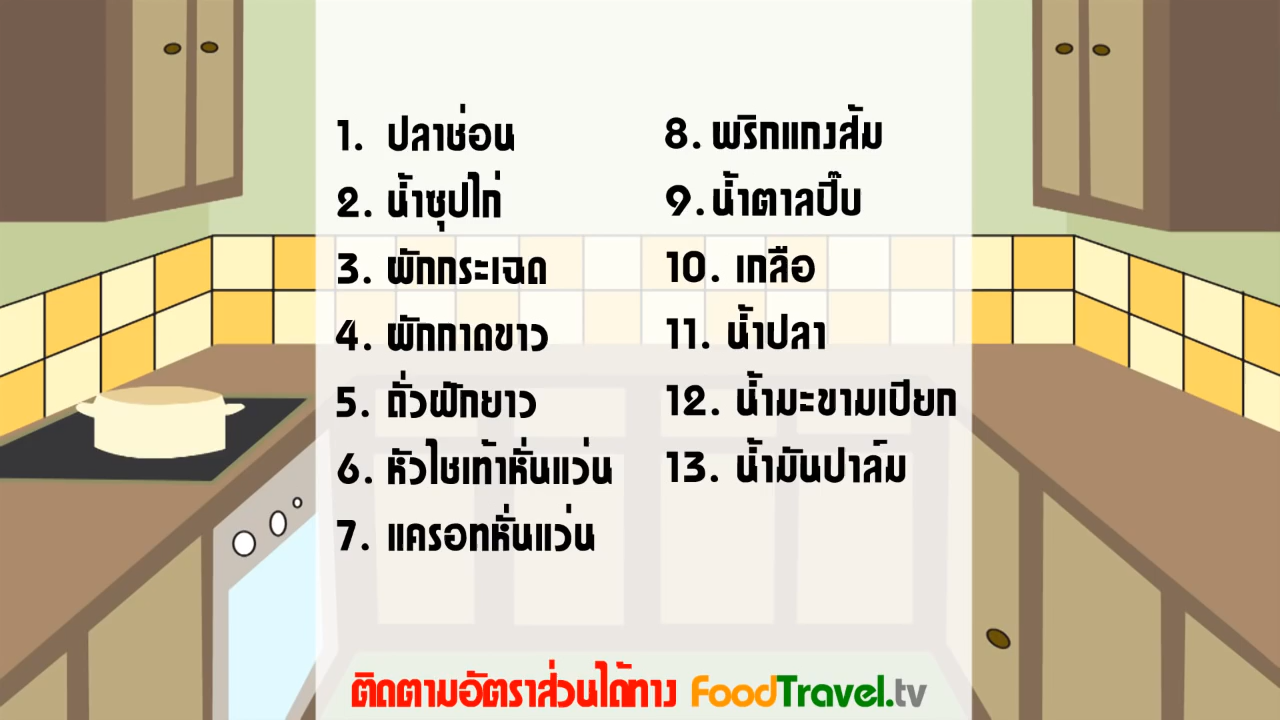 1. ปลาช่อน
2. น้ำซุปไก่
3. ผักกระเฉด
4. ผักกาดขาว
5. ถั่วฝักยาว
6. หัวไชเท้าหั่นแว่น
7. แครอทหั่นแว่น
8. พริกแกงส้ม
9. น้ำตาลปี๊บ
10. เกลือ
11. น้ำปลา
12. น้ำมะขามเปียก
13. น้ำมันปาล์ม
ติดตามอัตราส่วนได้ทาง FoodTravel.tv